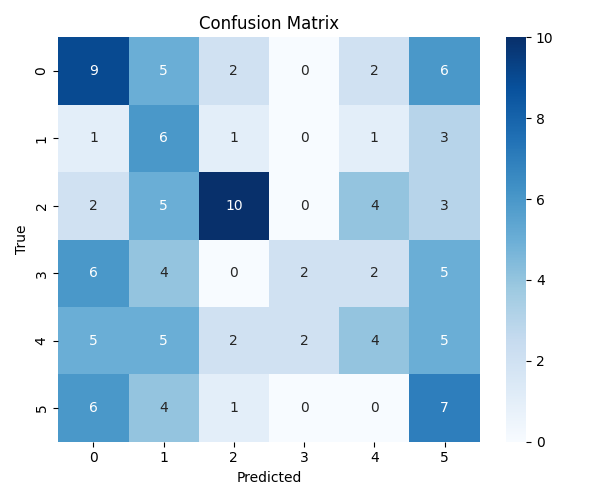 Confusion Matrix
0 9 5 2 0 2 6
1 1 6 1 0 1 3
2 2 5 10 0 4 3
3 6 4 0 2 2 5
4 5 5 2 2 4 5
5 6 4 1 0 0 7
0 1 2 3 4 5
True
Predicted
10
8
6
4
2
0